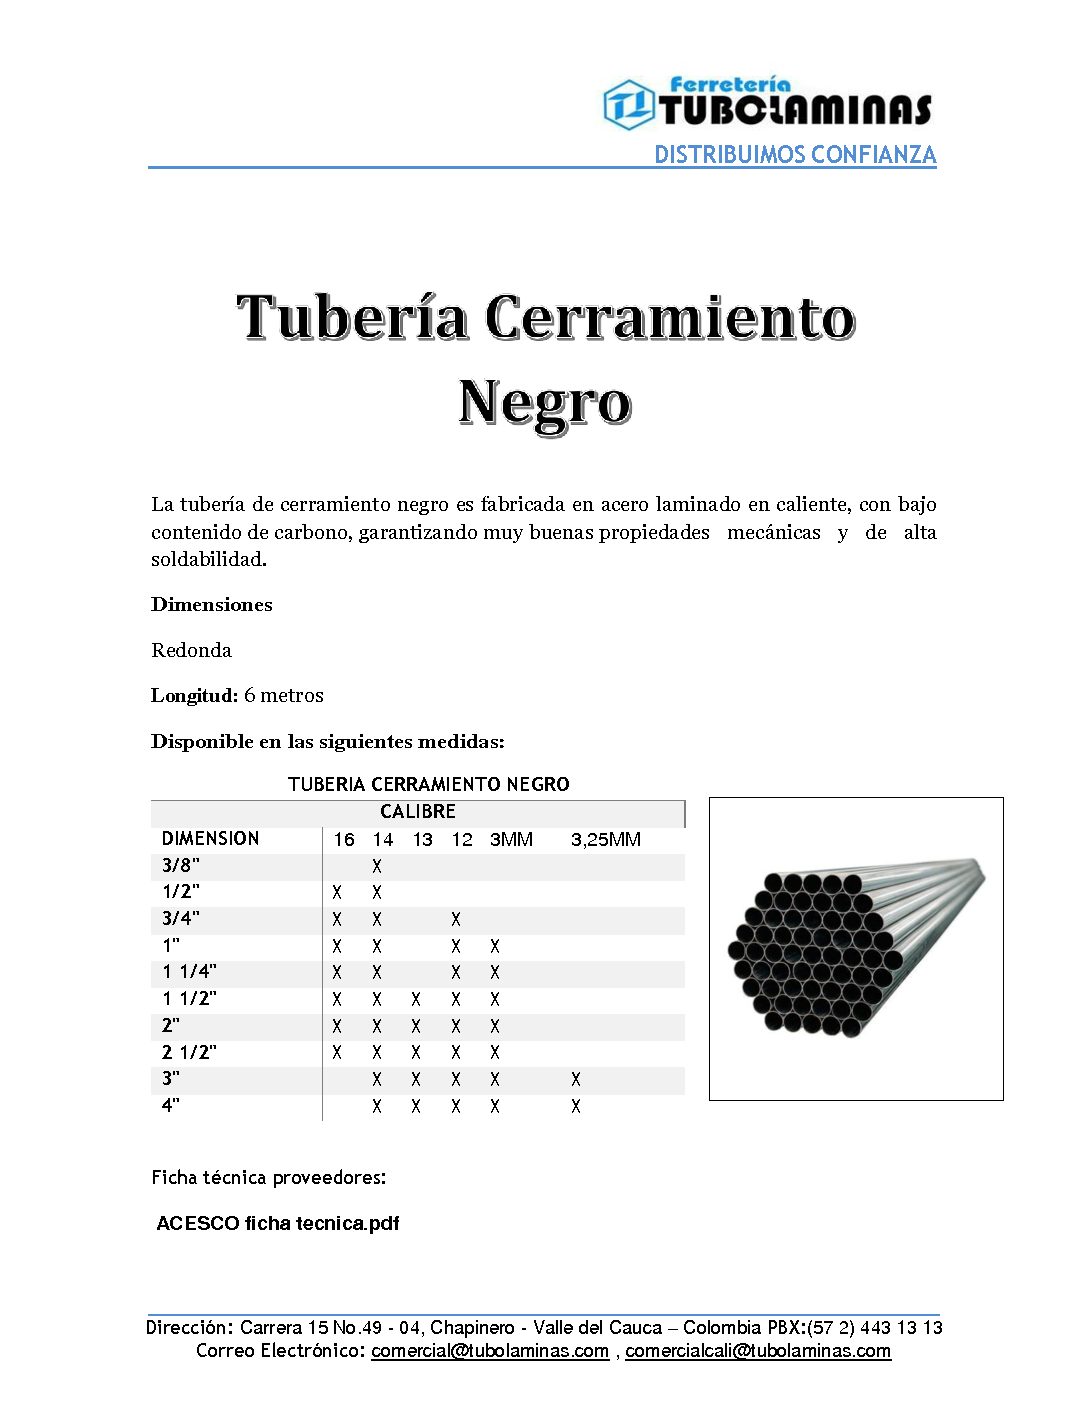 Ferretería
TUBOLAMINAS
DISTRIBUIMOS CONFIANZA
Tubería Cerramiento
Negro
La tubería de cerramiento negro es fabricada en acero laminado en caliente, con bajo
contenido de carbono, garantizando muy buenas propiedades mecánicas y de alta
soldabilidad.
Dimensiones
Redonda
Longitud: 6 metros
Disponible en las siguientes medidas:
TUBERIA CERRAMIENTO NEGRO
CALIBRE
DIMENSION 16 14 13 12 3MM 3,25MM
3/8" X
1/2" X X
3/4" X X X
1" X X X X
1 1/4" X X X X
1 1/2" X X X X X
2" X X X X X
2 1/2" X X X X X
3" X X X X X
4" X X X X X
Ficha técnica proveedores:
ACESCO ficha tecnica.pdf
Dirección: Carrera 15 No.49 - 04, Chapinero - Valle del Cauca – Colombia PBX:(57 2) 443 13 13
Correo Electrónico: comercial@tubolaminas.com , comercialcali@tubolaminas.com